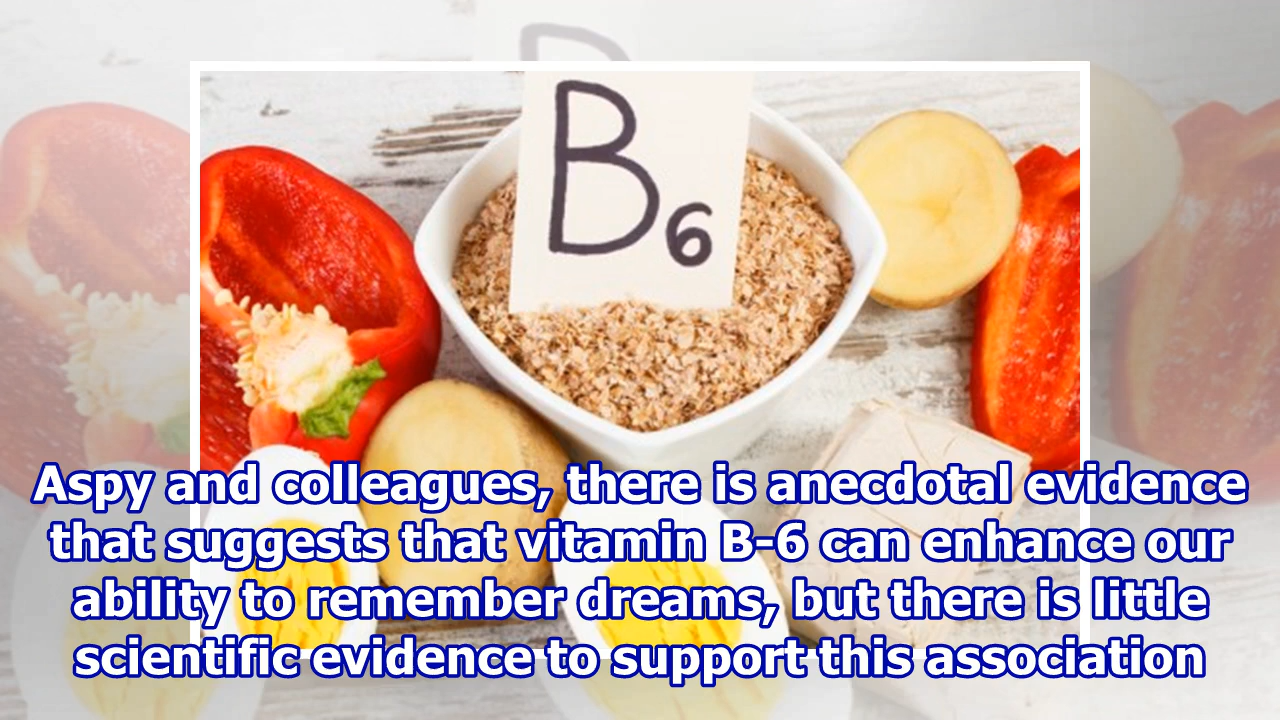 B6
Aspy and colleagues, there is anecdotal evidence
that suggests that vitamin B-6 can enhance our
ability to remember dreams, but there is little
scientific evidence to support this association